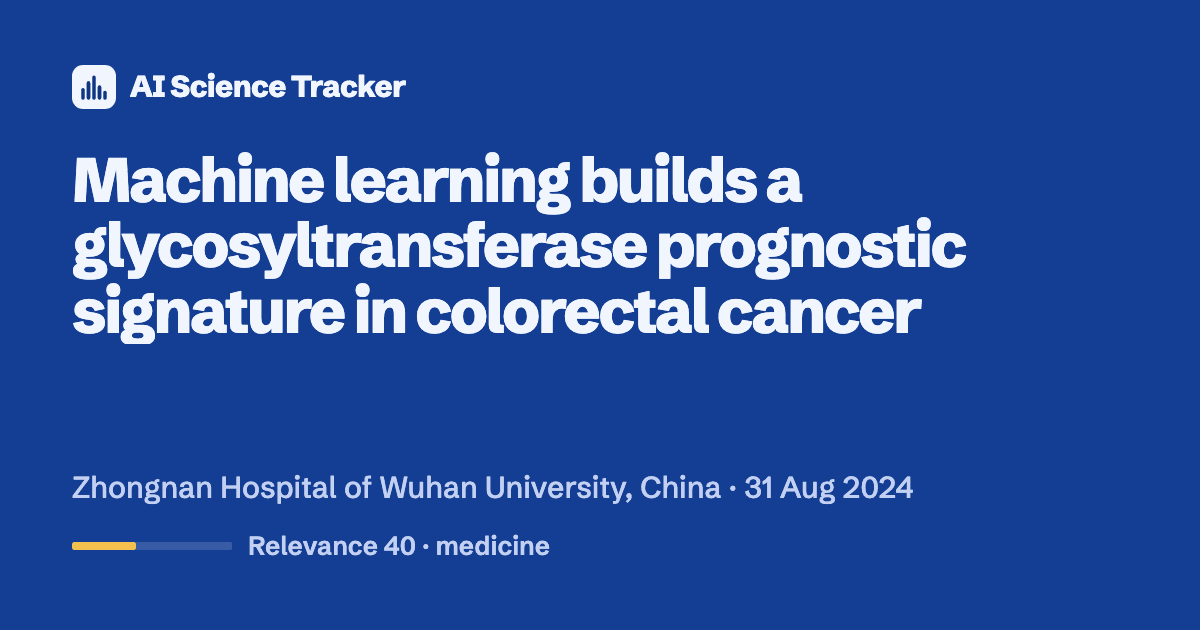 AI Science Tracker
Machine learning builds a
glycosyltransferase prognostic
signature in colorectal cancer
Zhongnan Hospital of Wuhan University, China · 31 Aug 2024
Relevance 40 · medicine